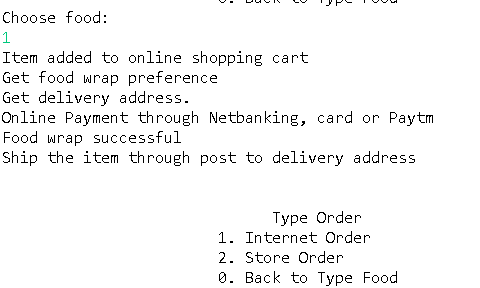 0. Back to Type Food
Choose food:
1
Item added to online shopping cart
Get food wrap preference
Get delivery address.
Online Payment through Netbanking, card or Paytm
Food wrap successful
Ship the item through post to delivery address
Type Order
1. Internet Order
2. Store Order
0. Back to Type Food